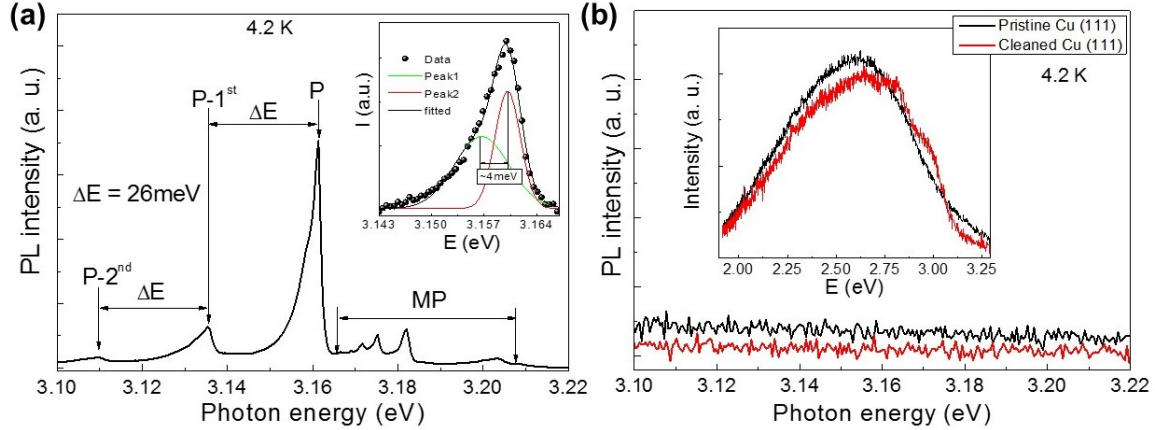 (a)
4.2 K
PL intensity (a. u.)
P-1st
ΔE
P
ΔE = 26meV
P-2nd
ΔE
MP
3.10 3.12 3.14 3.16 3.18 3.20 3.22
Photon energy (eV)
I (a.u.)
Data
Peak1
Peak2
fitted
~4meV
3.143 3.150 3.157 3.164
E (eV)
(b)
Pristine Cu (111)
Cleaned Cu (111)
4.2 K
PL intensity (a. u.)
Intensity (a. u.)
2.00 2.25 2.50 2.75 3.00 3.25
E (eV)
3.10 3.12 3.14 3.16 3.18 3.20 3.22
Photon energy (eV)